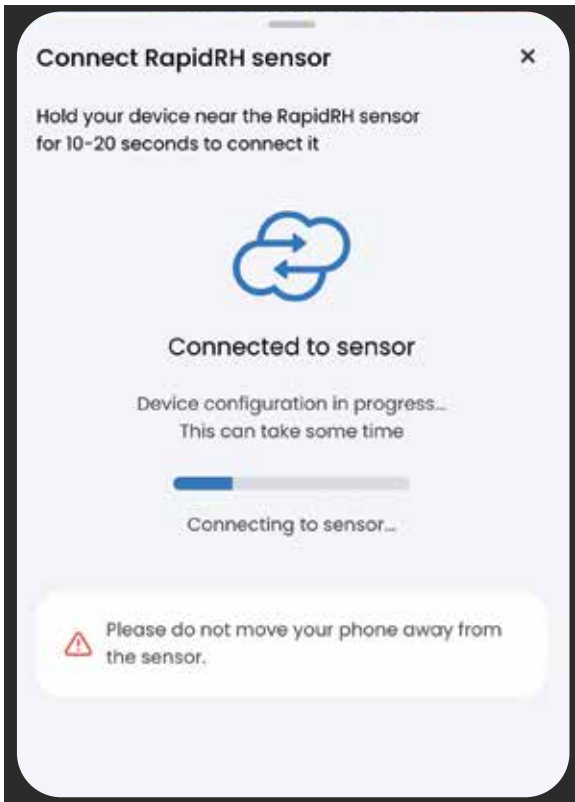 Connect RapidRH sensor
Hold your device near the RapidRH sensor
for 10-20 seconds to connect it
Connected to sensor
Device configuration in progress...
This can take some time
Connecting to sensor...
Please do not move your phone away from
the sensor.